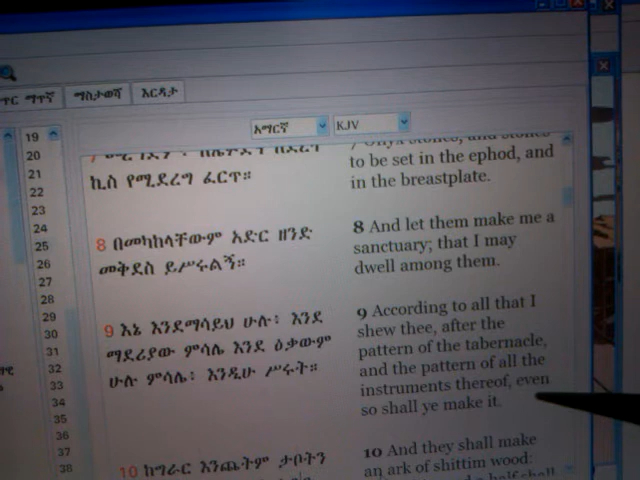 ማስታወሻ
እርዳታ
አማርኛ
KJV
19
20
21
22
23
24
25
26
27
28
29
30
31
32
33
34
35
36
37
38
to be set in the ephod, and
in the breastplate.
ኪስ የሚደረግ ፈርጥ።
8 በመካከላቸውም አድር ዘንድ
መቅደስ ይሥሩልኝ።
8 And let them make me a
sanctuary; that I may
dwell among them.
9 እኔ እንደማሳይህ ሁሉ፥ እንደ
ማደሪያው ምሳሌ እንደ ዕቃውም
ሁሉ ምሳሌ፥ እንዲሁ ሥሩት።
9 According to all that I
shew thee, after the
pattern of the tabernacle,
and the pattern of all the
instruments thereof, even
so shall ye make it.
10 ከግራር እንጨትም ታቦትን
10 And they shall make
an ark of shittim wood: